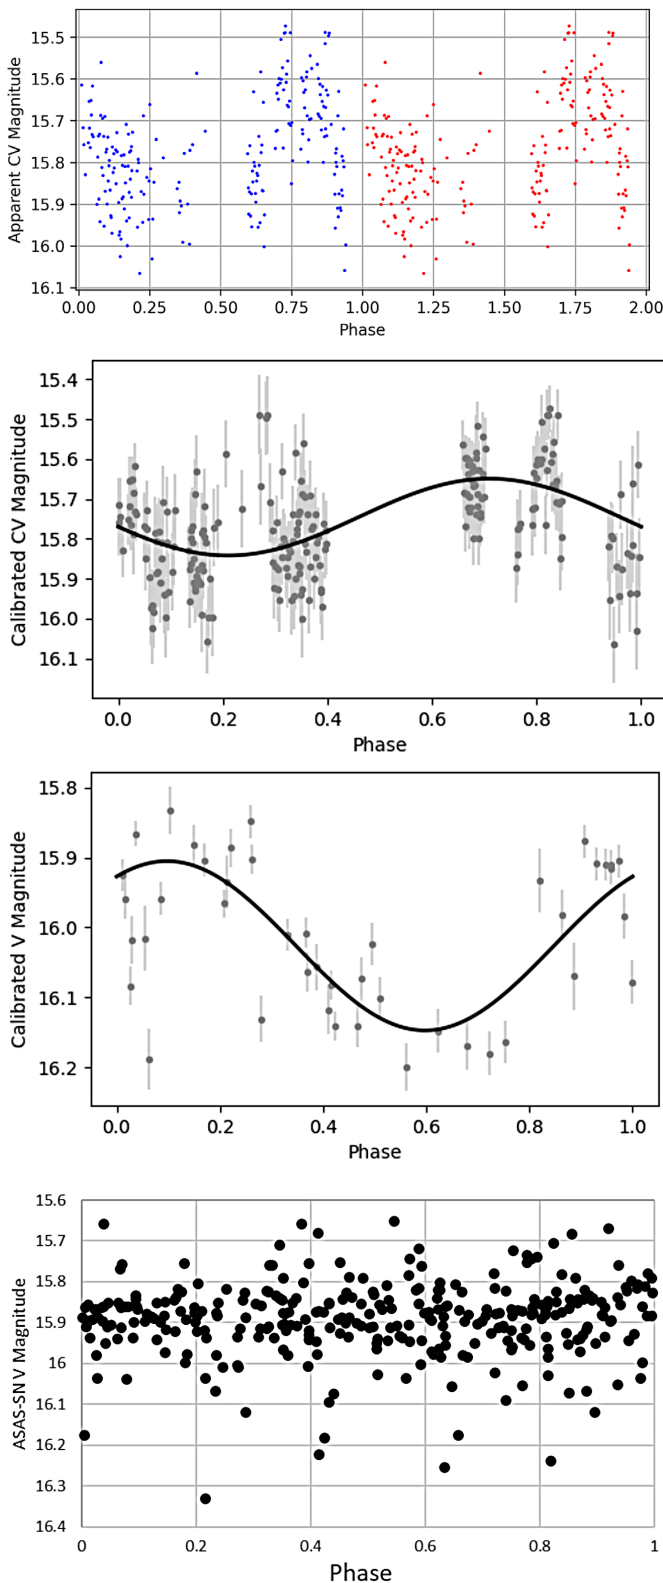 15.5
15.6
15.7
15.8
15.9
16.0
16.1
Apparent CV Magnitude
0.00 0.25 0.50 0.75 1.00 1.25 1.50 1.75 2.00
Phase
15.4
15.5
15.6
15.7
15.8
15.9
16.0
16.1
Calibrated CV Magnitude
0.0 0.2 0.4 0.6 0.8 1.0
Phase
15.8
15.9
16.0
16.1
16.2
Calibrated V Magnitude
0.0 0.2 0.4 0.6 0.8 1.0
Phase
15.6
15.7
15.8
15.9
16
16.1
16.2
16.3
16.4
ASAS-SN V Magnitude
0 0.2 0.4 0.6 0.8 1
Phase